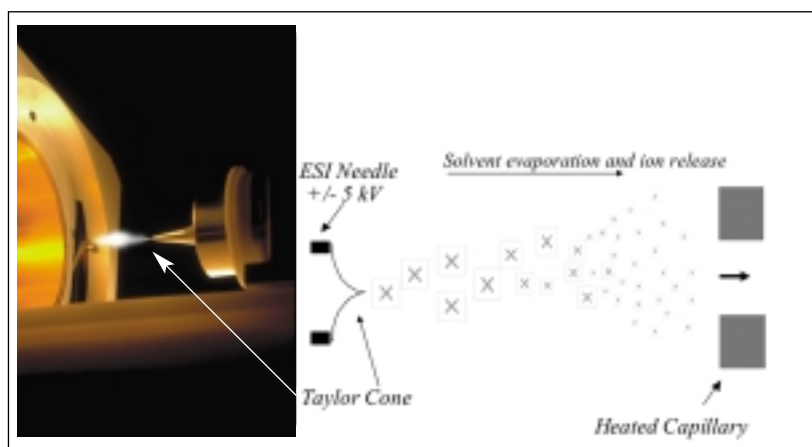 Solvent evaporation and ion release
ESI Needle
+/- 5 kV
Taylor Cone
Heated Capillary